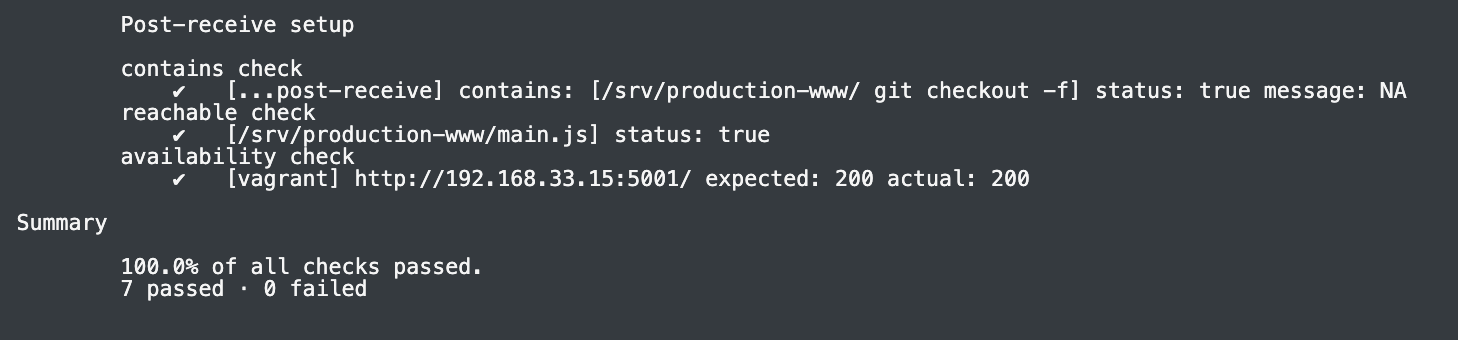 Post-receive setup
contains check
✔ [...post-receive] contains: [/srv/production-www/ git checkout -f] status: true message: NA
reachable check
✔ [/srv/production-www/main.js] status: true
availability check
✔ [vagrant] http://192.168.33.15:5001/ expected: 200 actual: 200
Summary
100.0% of all checks passed.
7 passed · 0 failed